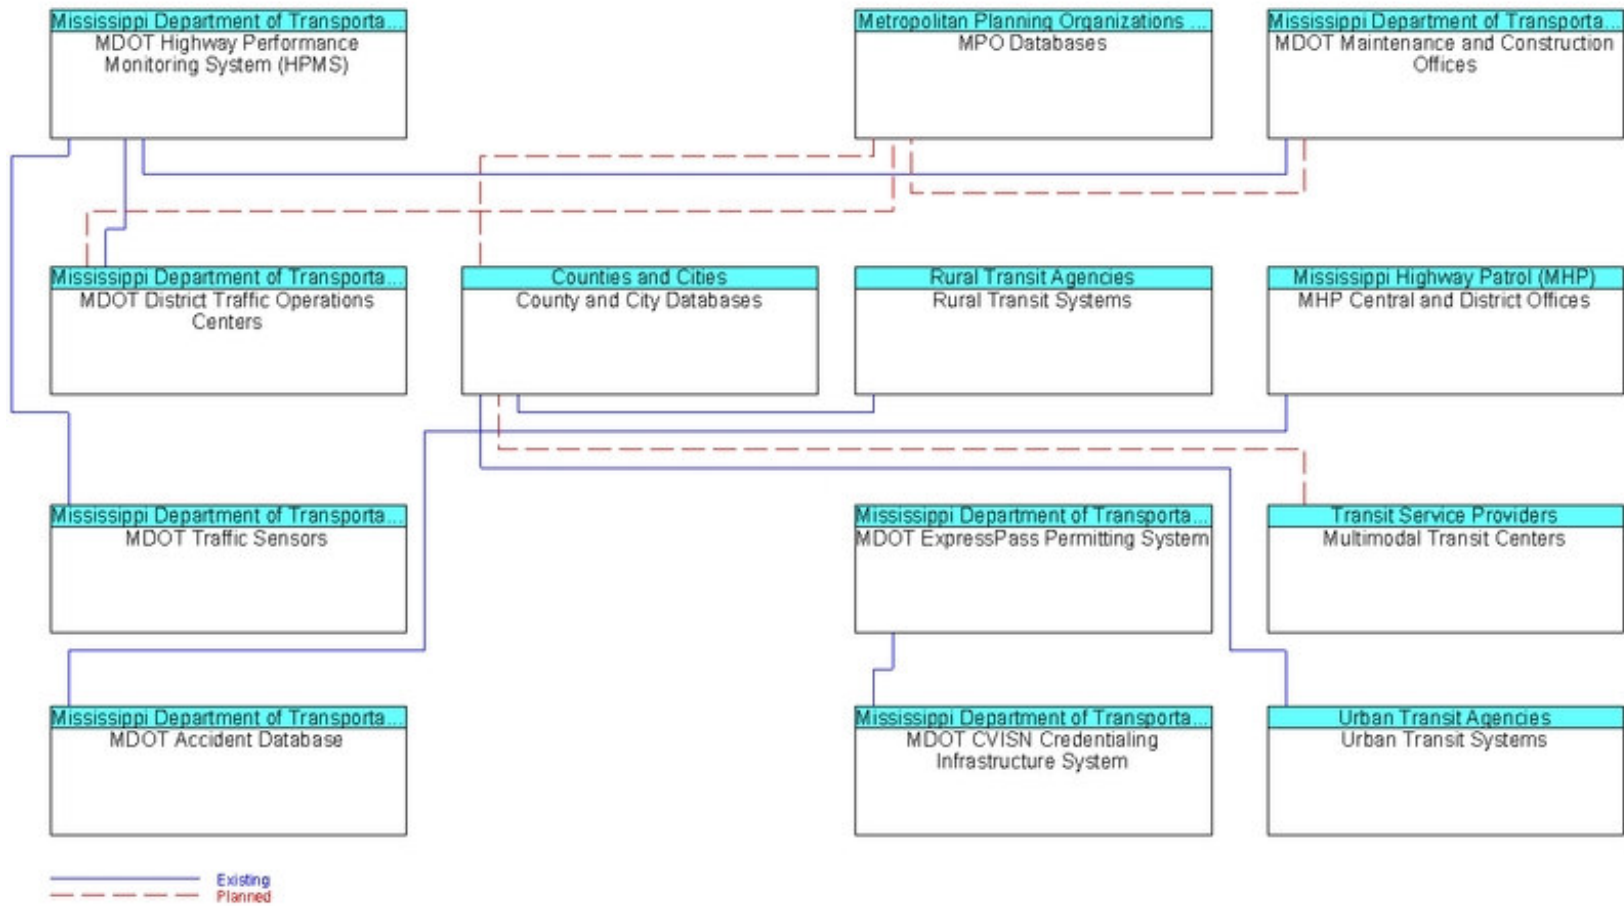 Mississippi Department of Transporta...
MDOT Highway Performance
Monitoring System (HPMS)
Metropolitan Planning Organizations ...
MPO Databases
Mississippi Department of Transporta...
MDOT Maintenance and Construction
Offices
Mississippi Department of Transporta...
MDOT District Traffic Operations
Centers
Counties and Cities
County and City Databases
Rural Transit Agencies
Rural Transit Systems
Mississippi Highway Patrol (MHP)
MHP Central and District Offices
Mississippi Department of Transporta...
MDOT Traffic Sensors
Mississippi Department of Transporta...
MDOT ExpressPass Permitting System
Transit Service Providers
Multimodal Transit Centers
Mississippi Department of Transporta...
MDOT Accident Database
Mississippi Department of Transporta...
MDOT CVISN Credentialing
Infrastructure System
Urban Transit Agencies
Urban Transit Systems
Existing
Planned